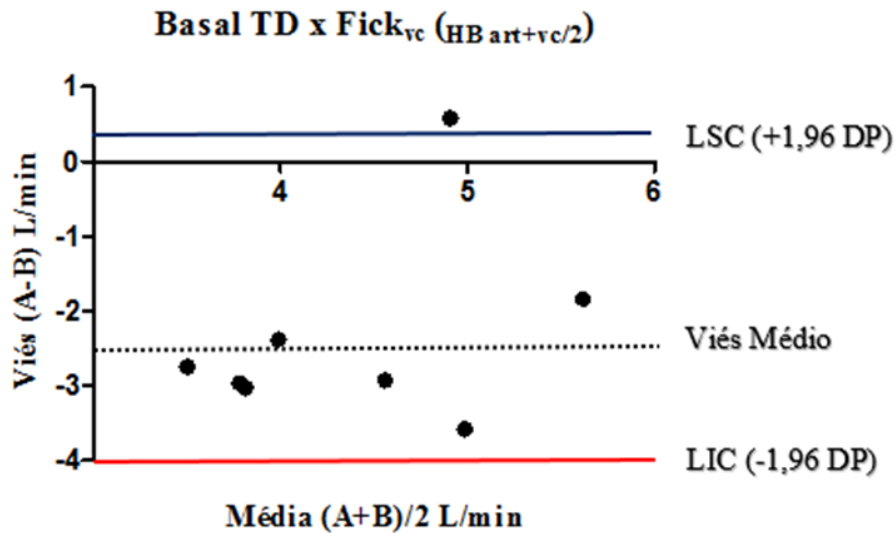 Basal TD x Fickvc (HB art+vc/2)
1
LSC (+1,96 DP)
0
4
5
6
-1
-2
Viés Médio
-3
-4
LIC (-1,96 DP)
Viés (A-B) L/min
Média (A+B)/2 L/min